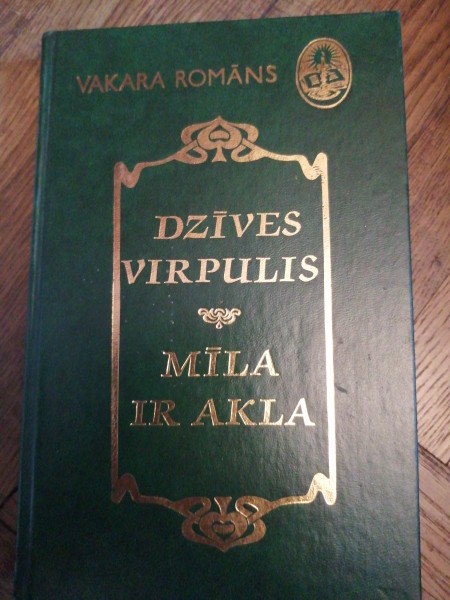 VAKARA ROMĀNS
DZĪVES
VIRPULIS
MĪLA
IR AKLA